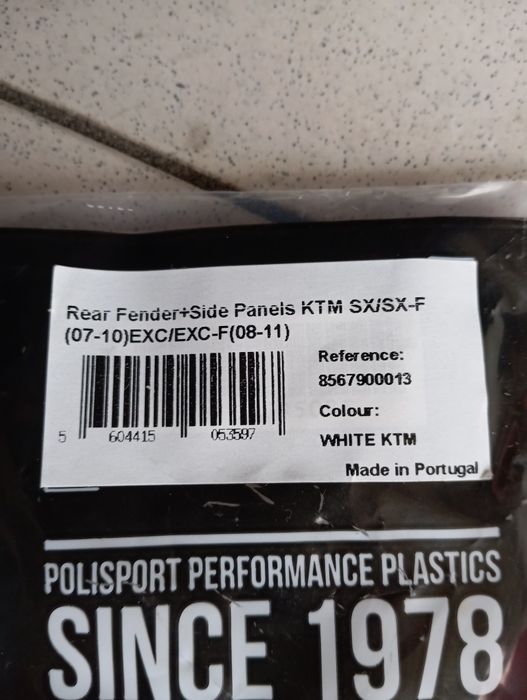 Rear Fender+Side Panels KTM SX/SX-F
(07-10)EXC/EXC-F(08-11)
Reference:
8567900013
Colour:
WHITE KTM
5 604415 053597
Made in Portugal
POLISPORT PERFORMANCE PLASTICS
SINCE 1978